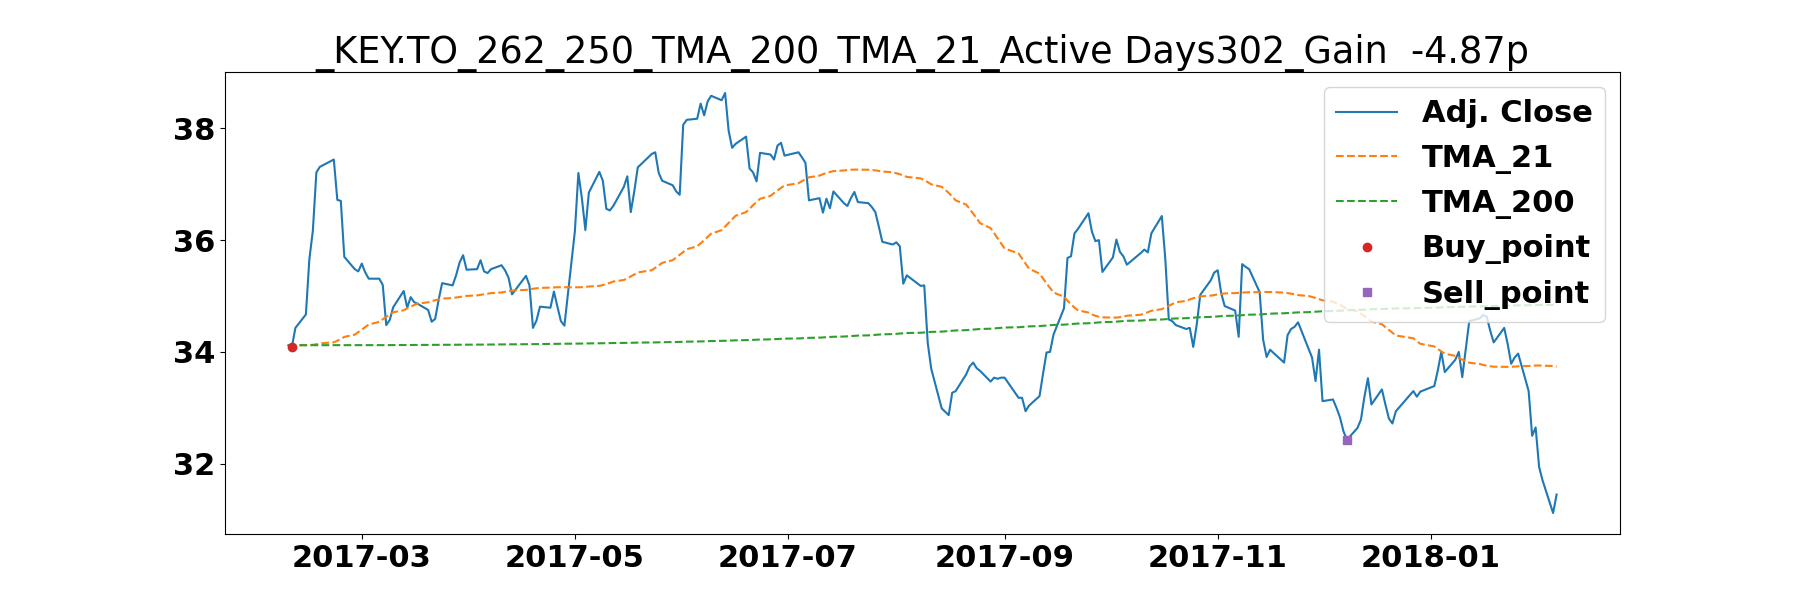 _KEY.TO_262_250_TMA_200_TMA_21_Active Days302_Gain  -4.87p
38
36
34
32
Adj. Close
TMA_21
TMA_200
Buy_point
Sell_point
2017-03 2017-05 2017-07 2017-09 2017-11 2018-01